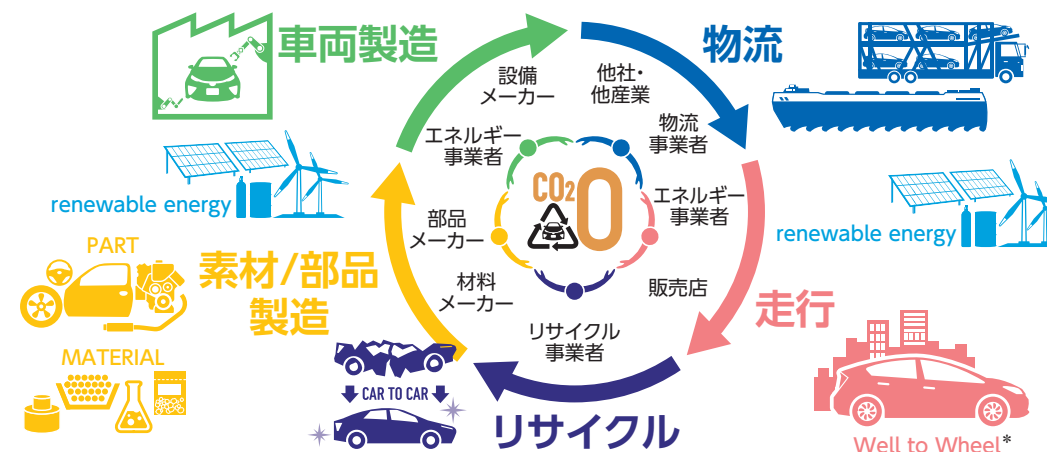 車両製造
物流
設備
メーカー
他社・
他産業
エネルギー
事業者
物流
事業者
renewable energy
CO2 0
エネルギー
事業者
renewable energy
部品
メーカー
PART
素材/部品
製造
材料
メーカー
販売店
走行
リサイクル
事業者
MATERIAL
CAR TO CAR
リサイクル
Well to Wheel*